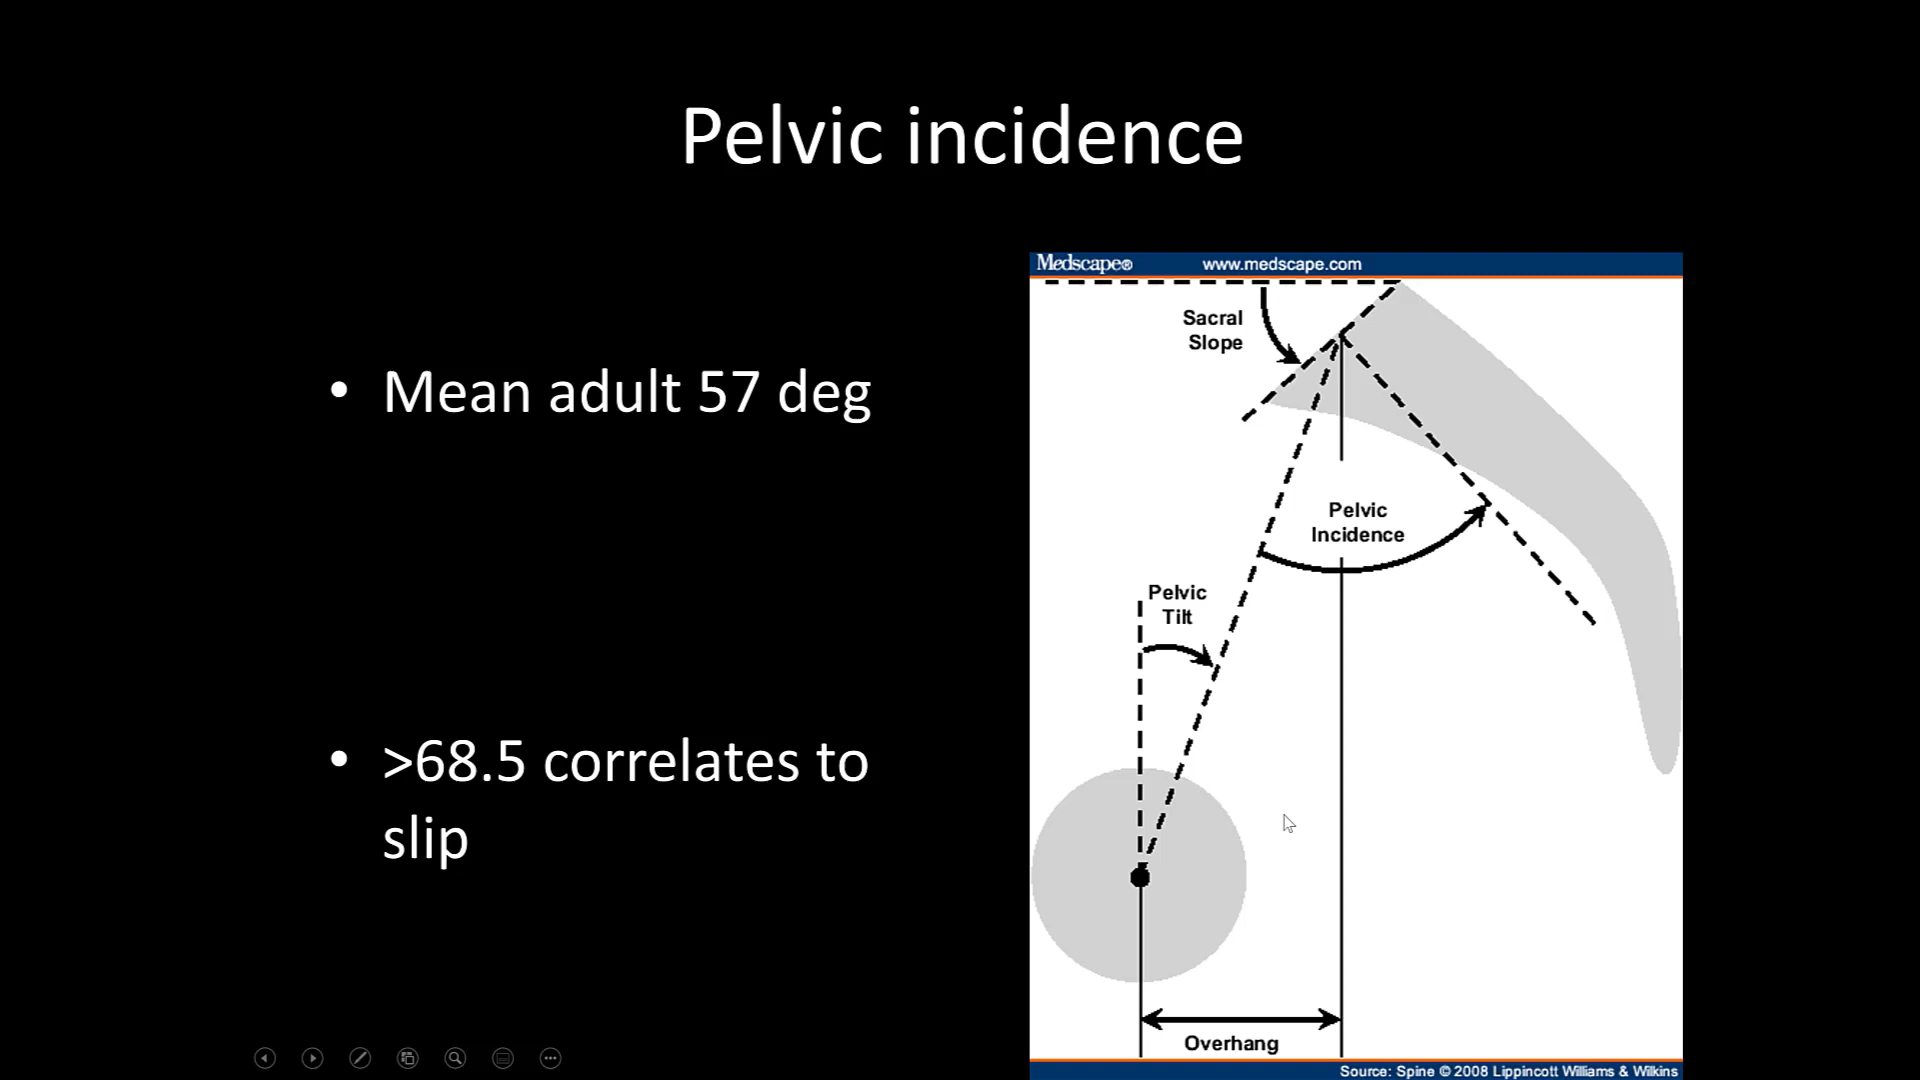 Pelvic incidence
• Mean adult 57 deg
• >68.5 correlates to
slip
Medscape® www.medscape.com
Sacral
Slope
Pelvic
Incidence
Pelvic
Tilt
Overhang
Source: Spine © 2008 Lippincott Williams & Wilkins